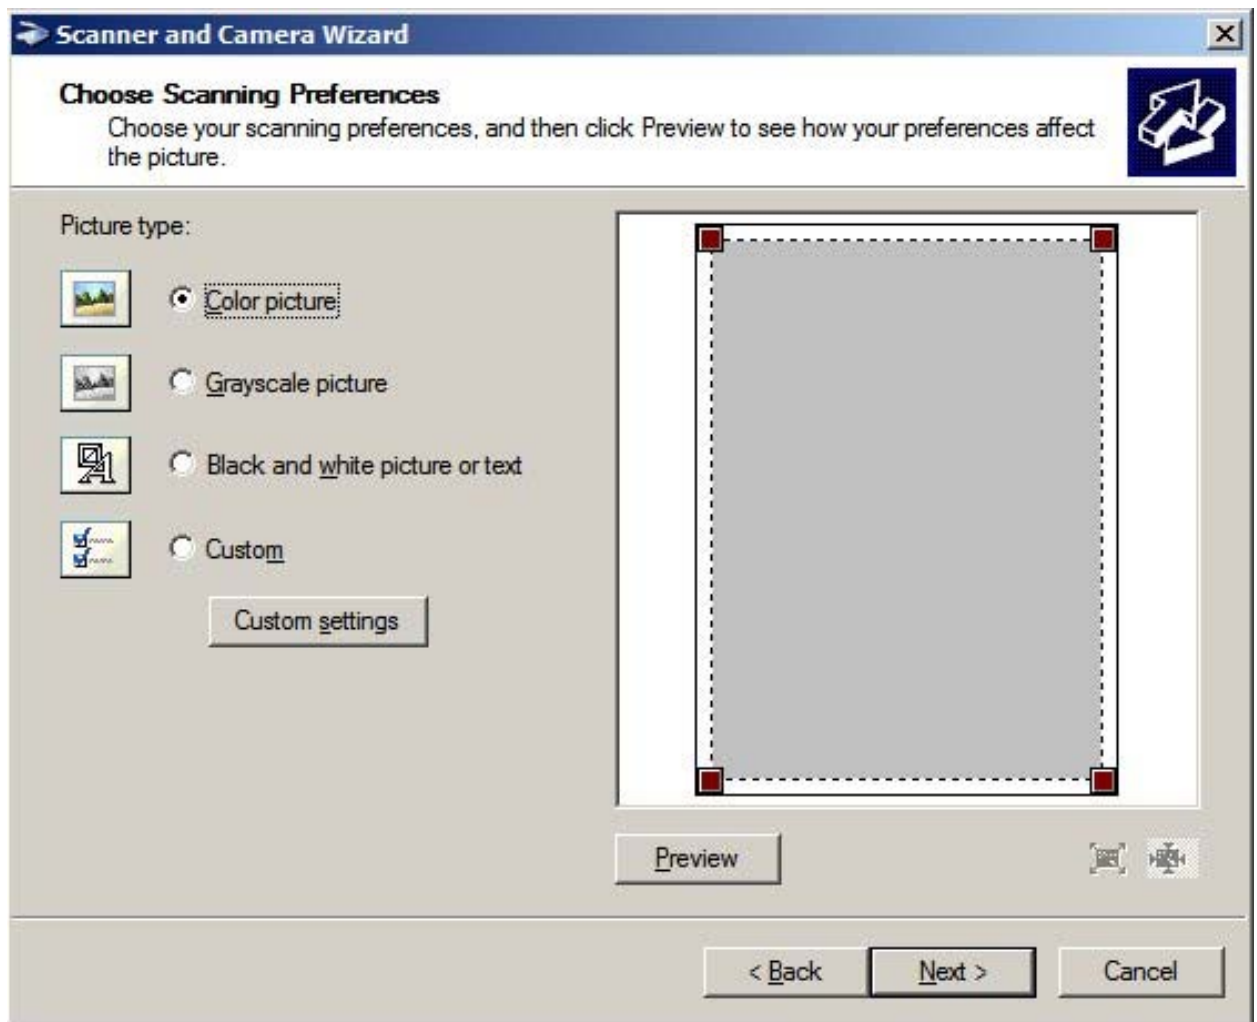 Scanner and Camera Wizard
Choose Scanning Preferences
Choose your scanning preferences, and then click Preview to see how your preferences affect
the picture.
Picture type:
Color picture
Grayscale picture
Black and white picture or text
Custom
Custom settings
Preview
< Back
Next >
Cancel